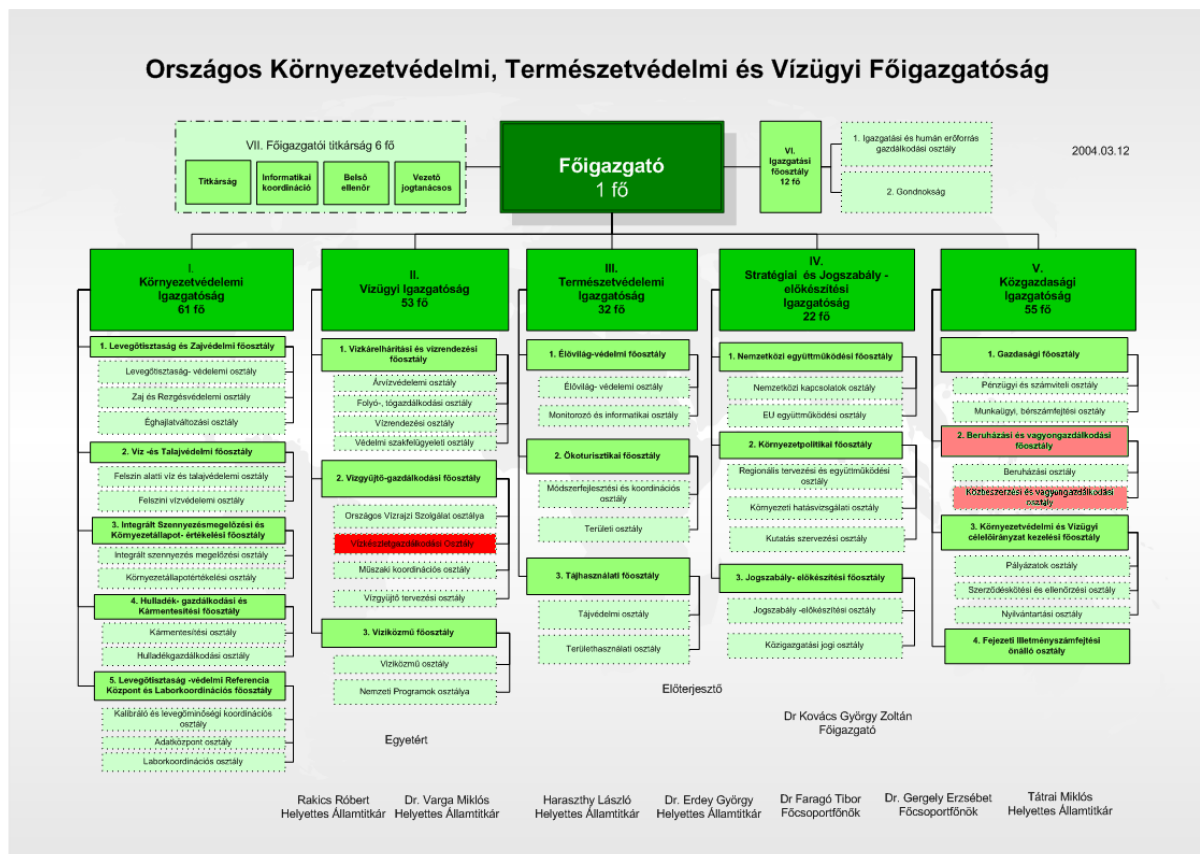 Országos Környezetvédelmi, Természetvédelmi és Vízügyi Főigazgatóság
2004.03.12
VII. Főigazgatói titkárság 6 fő
Titkárság
Informatikai
koordináció
Belső
ellenőr
Vezető
jogtanácsos
Főigazgató
1 fő
VI.
Igazgatási
főosztály
12 fő
1. Igazgatási és humán erőforrás
gazdálkodási osztály
2. Gondnokság
I.
Környezetvédelemi
Igazgatóság
61 fő
1. Levegőtisztaság és Zajvédelmi főosztály
Levegőtisztaság- védelemi osztály
Zaj és Rezgésvédelemi osztály
Éghajlatváltozási osztály
2. Víz -és Talajvédelmi főosztály
Felszin alatti víz és talajvédelemi osztály
Felszini vízvédelemi osztály
3. Integrált Szennyezésmegelőzési és
Környezetállapot- értékelési főosztály
Integrált szennyezés megelőzési osztály
Környezetállapotértékelési osztály
4. Hulladék- gazdálkodási és
Kármentesítési főosztály
Kármentesítési osztály
Hulladékgazdálkodási osztály
5. Levegőtisztaság -védelmi Referencia
Központ és Laborkoordinációs főosztály
Kalibráló és levegőminőségi koordinációs
osztály
Adatközpont osztály
Laborkoordinációs osztály
II.
Vízügyi Igazgatóság
53 fő
1. Vízkárelhárítási és vízrendezési
főosztály
Árvízvédelemi osztály
Folyó-, tógazdálkodási osztály
Vízrendezési osztály
Védelmi szakfelügyeleti osztály
2. Vízgyűjtő-gazdálkodási főosztály
Országos Vízrajzi Szolgálat osztálya
Vízkészletgazdálkodási Osztály
Műszaki koordinációs osztály
Vízgyüjtő tervezési osztály
3. Víziközmű főosztály
Viziközmű osztály
Nemzeti Programok osztálya
III.
Természetvédelemi
Igazgatóság
32 fő
1. Élővilág-védelmi főosztály
Élővilág- védelemi osztály
Monitorozó és informatikai osztály
2. Ökoturisztikai főosztály
Módszerfejlesztési és koordinációs
osztály
Területi osztály
3. Tájhasználati főosztály
Tájvédelmi osztály
Területhasználati osztály
IV.
Stratégiai és Jogszabály -
előkészítési
Igazgatóság
22 fő
1. Nemzetközi együttműködési főosztály
Nemzetközi kapcsolatok osztály
EU együttműködési osztály
2. Környezetpolitikai főosztály
Regionális tervezési és együttműködési
osztály
Környezeti hatásvizsgálati osztály
Kutatás szervezési osztály
3. Jogszabály- előkészítési főosztály
Jogszabály -előkészítési osztály
Közigazgatási jogi osztály
V.
Közgazdasági
Igazgatóság
55 fő
1. Gazdasági főosztály
Pénzügyi és számviteli osztály
Munkaügyi, bérszámfejtési osztály
2. Beruházási és vagyongazdálkodási
főosztály
Beruházási osztály
Közbeszerzési és vagyongazdálkodási
osztály
3. Környezetvédelmi és Vízügyi
célelőirányzat kezelési főosztály
Pályázatok osztály
Szerződéskötési és ellenőrzési osztály
Nyilvántartási osztály
4. Fejezeti Illetményszámfejtési
önálló osztály
Előterjesztő
Dr Kovács György Zoltán
Főigazgató
Egyetért
Rakics Róbert
Helyettes Államtitkár
Dr. Varga Miklós
Helyettes Államtitkár
Haraszthy László
Helyettes Államtitkár
Dr. Erdey György
Helyettes Államtitkár
Dr Faragó Tibor
Főcsoportfőnök
Dr. Gergely Erzsébet
Főcsoportfőnök
Tátrai Miklós
Helyettes Államtitkár